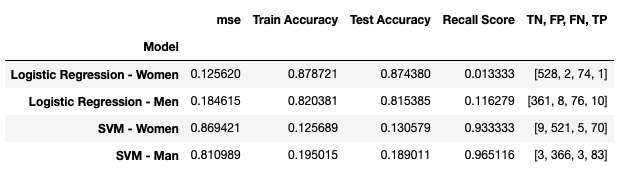 mse Train Accuracy Test Accuracy Recall Score TN, FP, FN, TP
Model
Logistic Regression - Women 0.125620 0.878721 0.874380 0.013333 [528, 2, 74, 1]
Logistic Regression - Men 0.184615 0.820381 0.815385 0.116279 [361, 8, 76, 10]
SVM - Women 0.869421 0.125689 0.130579 0.933333 [9, 521, 5, 70]
SVM - Man 0.810989 0.195015 0.189011 0.965116 [3, 366, 3, 83]